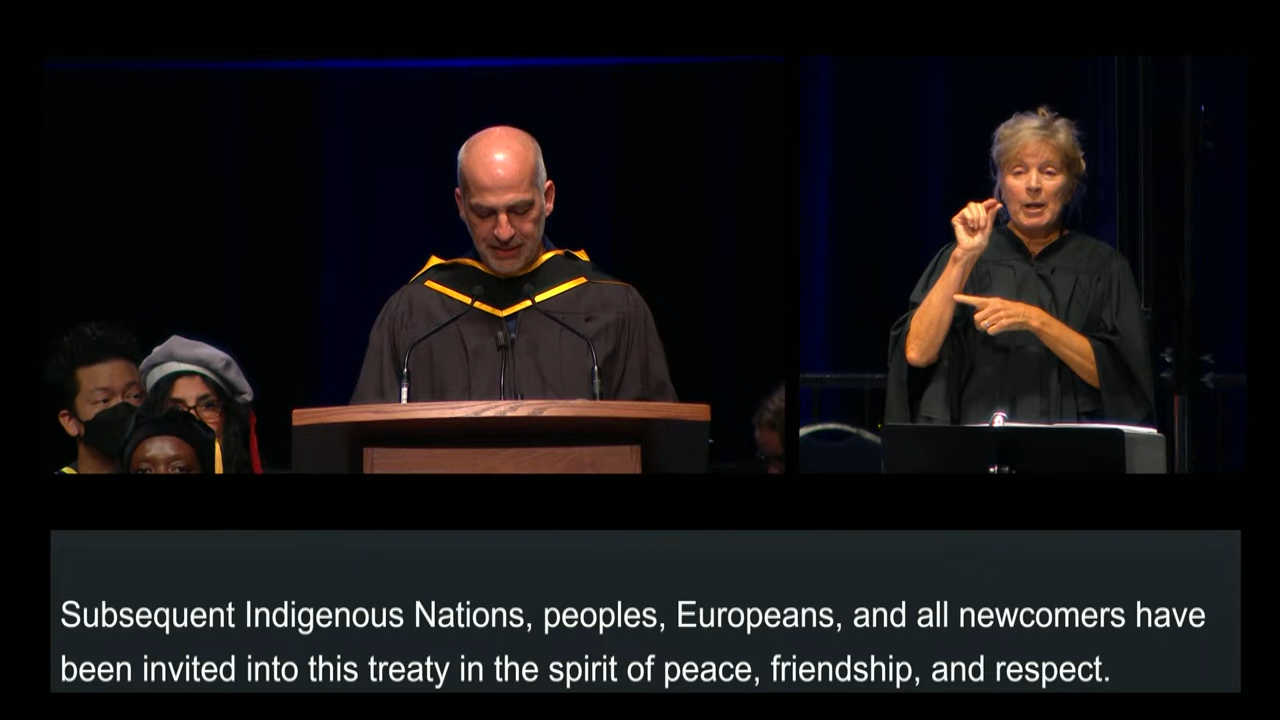 Subsequent Indigenous Nations, peoples, Europeans, and all newcomers have
been invited into this treaty in the spirit of peace, friendship, and respect.